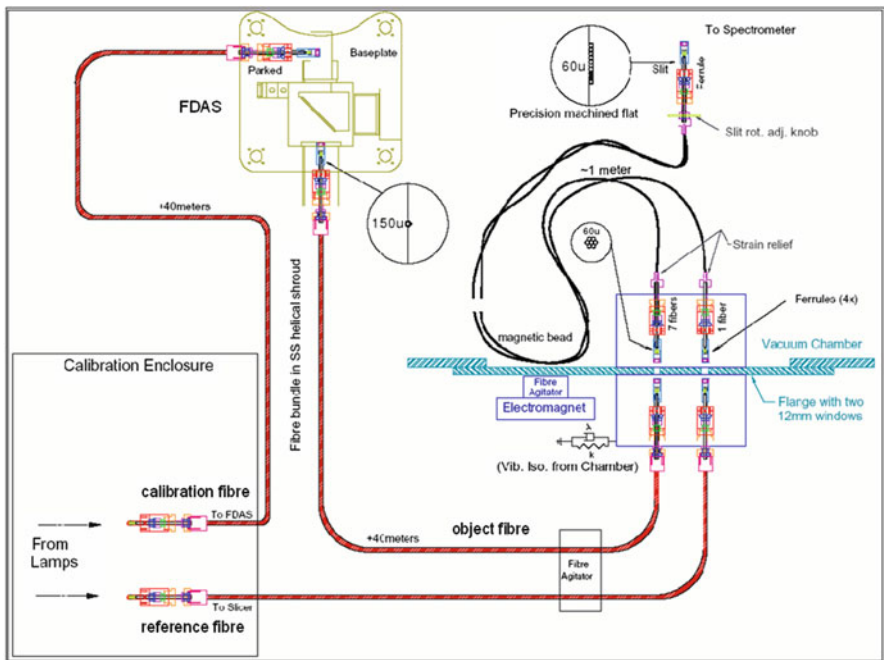 Baseplate
Parked
FDAS
150u
+40meters
Fibre bundle in SS helical shroud
To Spectrometer
60u
Slit
Ferrule
Precision machined flat
Slit rot. adj. knob
~1 meter
60u
Strain relief
7 fibers
1 fiber
Ferrules (4x)
magnetic bead
Vacuum Chamber
Fibre
Agitator
Electromagnet
Flange with two
12mm windows
λ
k
(Vib. Iso. from Chamber)
Calibration Enclosure
calibration fibre
To FDAS
From
Lamps
To Slicer
reference fibre
+40meters
object fibre
Fibre
Agitator